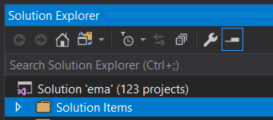 Solution Explorer
Search Solution Explorer (Ctrl+;)
Solution 'ema' (123 projects)
Solution Items